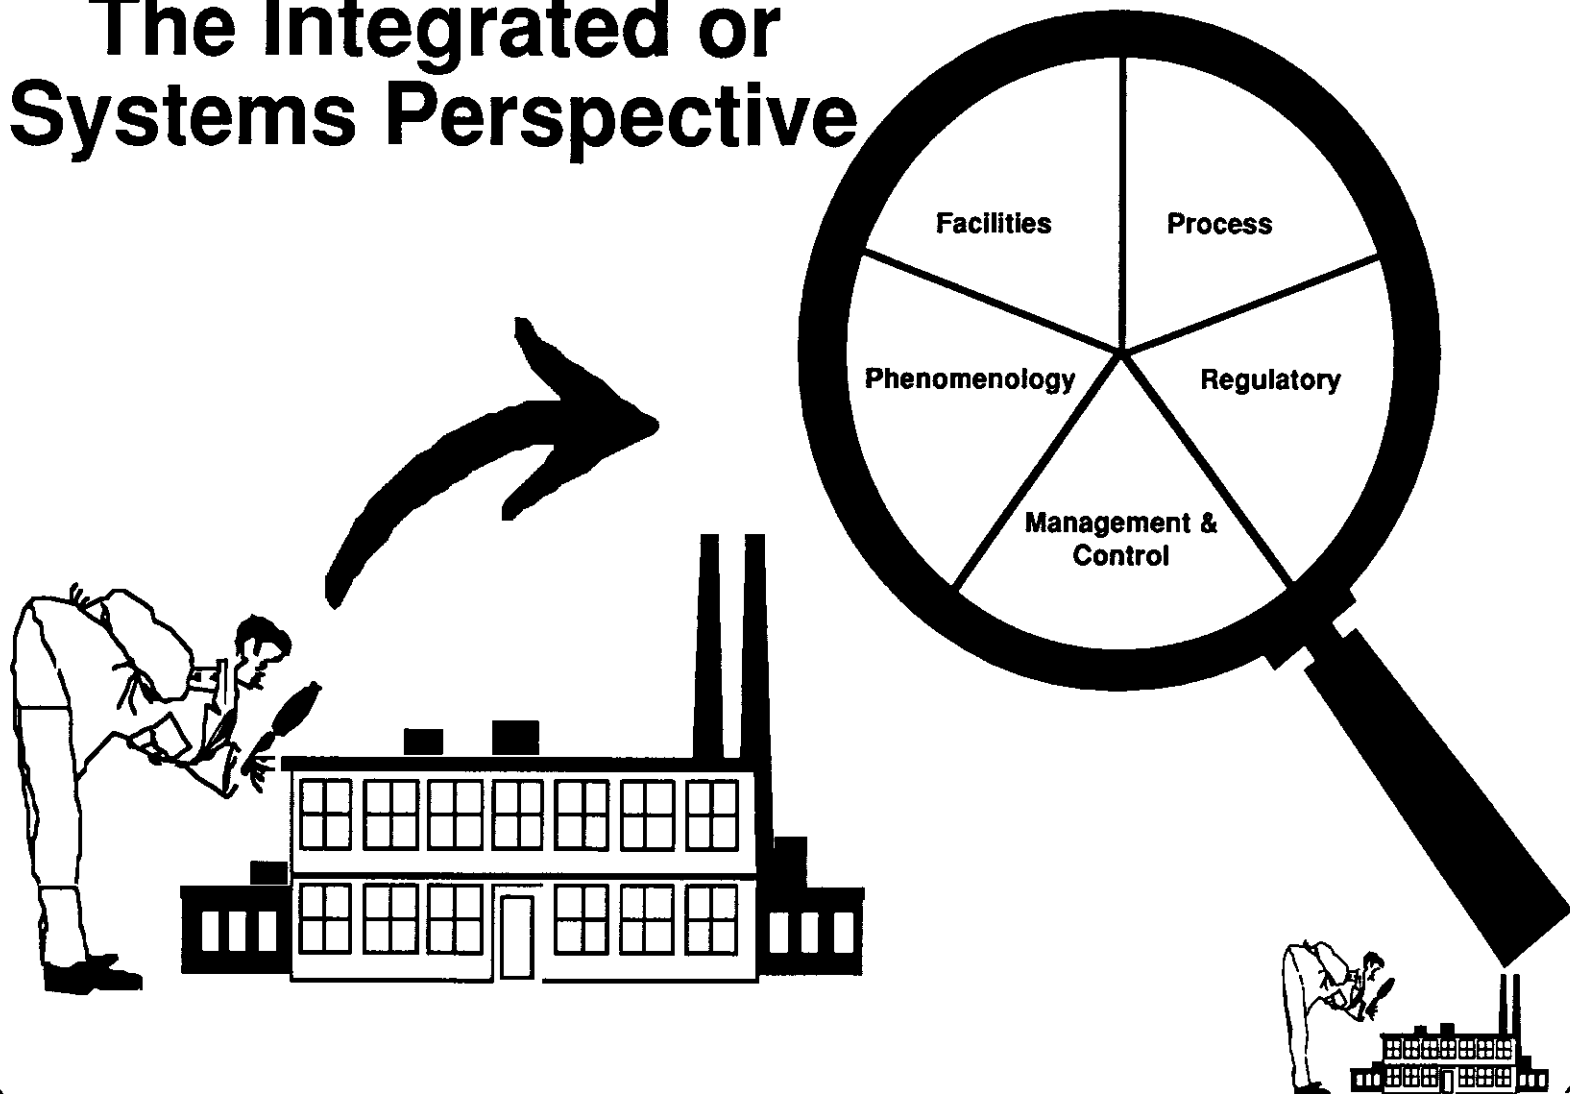 The Integrated or
Systems Perspective
Facilities
Process
Phenomenology
Regulatory
Management &
Control